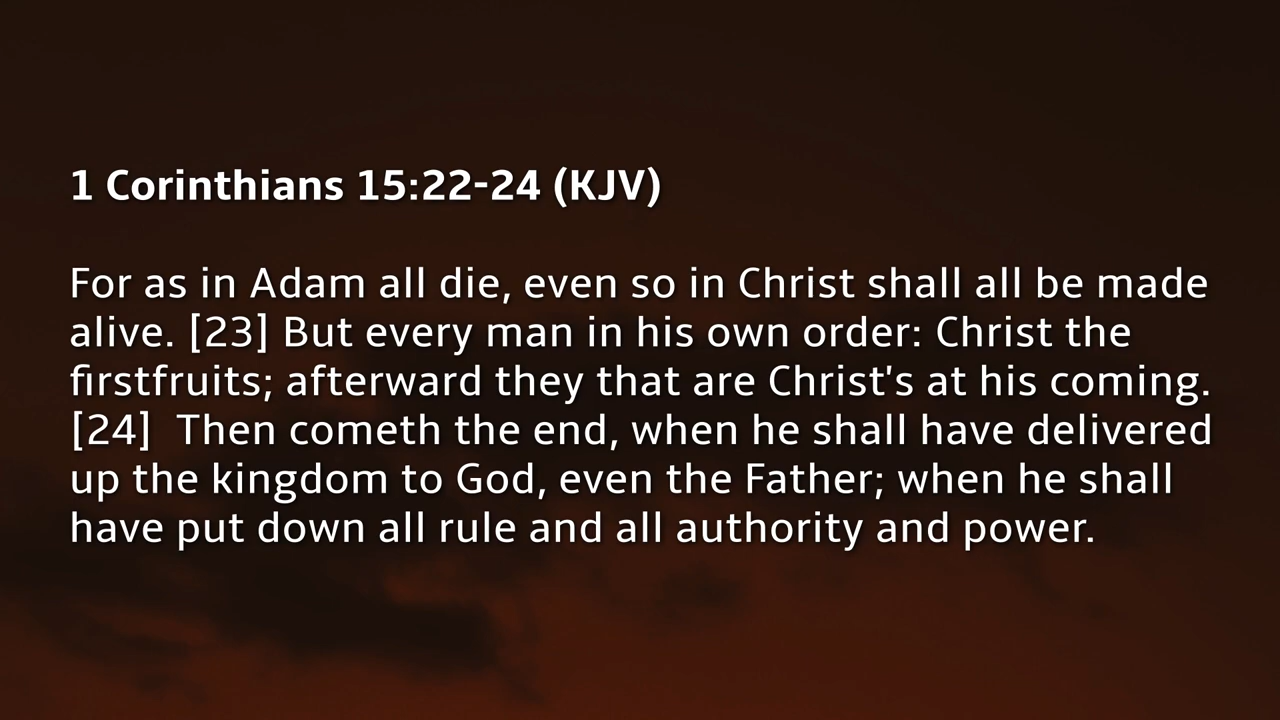 1 Corinthians 15:22-24 (KJV)
For as in Adam all die, even so in Christ shall all be made
alive. [23] But every man in his own order: Christ the
firstfruits; afterward they that are Christ's at his coming.
[24]  Then cometh the end, when he shall have delivered
up the kingdom to God, even the Father; when he shall
have put down all rule and all authority and power.